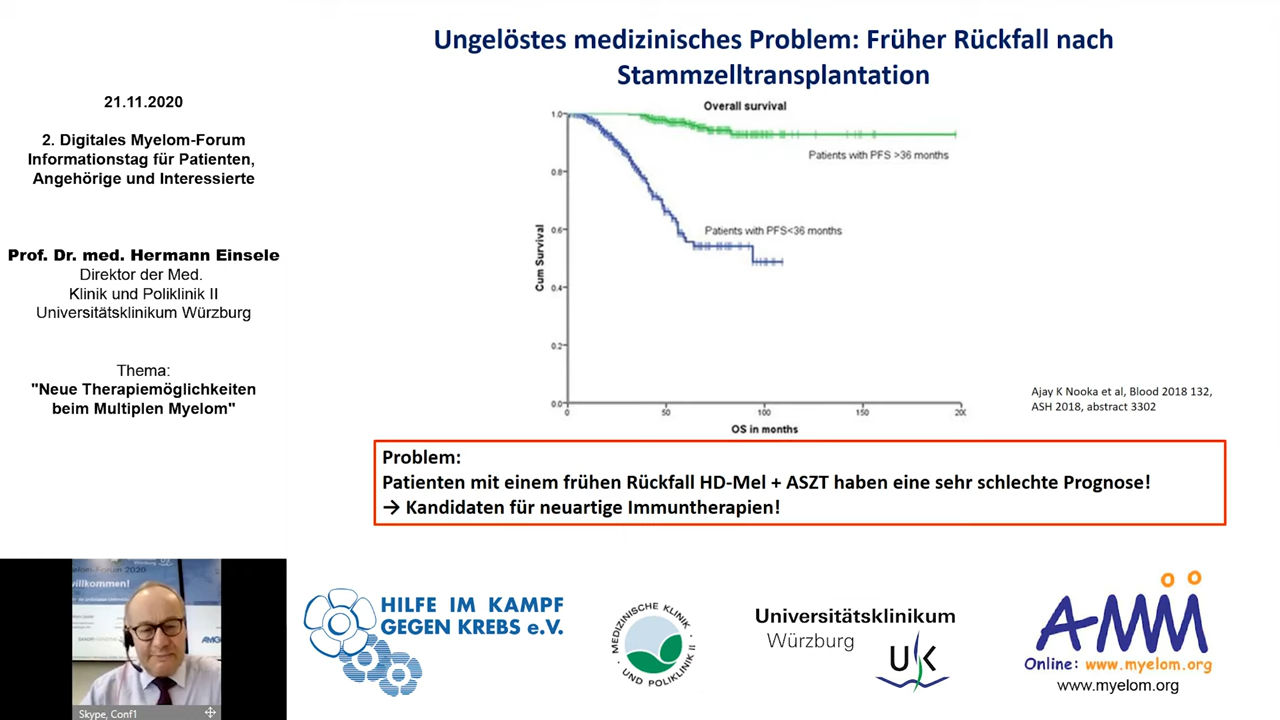 Ungelöstes medizinisches Problem: Früher Rückfall nach
Stammzelltransplantation
21.11.2020
2. Digitales Myelom-Forum
Informationstag für Patienten,
Angehörige und Interessierte
Prof. Dr. med. Hermann Einsele
Direktor der Med.
Klinik und Poliklinik II
Universitätsklinikum Würzburg
Thema:
"Neue Therapiemöglichkeiten
beim Multiplen Myelom"
Overall survival
1.0
0.8
0.6
0.4
0.2
0.0
Cum Survival
Patients with PFS >36 months
Patients with PFS<36 months
0 50 100 150 200
OS in months
Ajay K Nooka et al, Blood 2018 132,
ASH 2018, abstract 3302
Problem:
Patienten mit einem frühen Rückfall HD-Mel + ASZT haben eine sehr schlechte Prognose!
→ Kandidaten für neuartige Immuntherapien!
willkommen!
Skype, Conf1
HILFE IM KAMPF
GEGEN KREBS e.V.
MEDIZINISCHE KLINIK
UND POLIKLINIK II
Universitätsklinikum
Würzburg
UK
AMM
Online: www.myelom.org
www.myelom.org